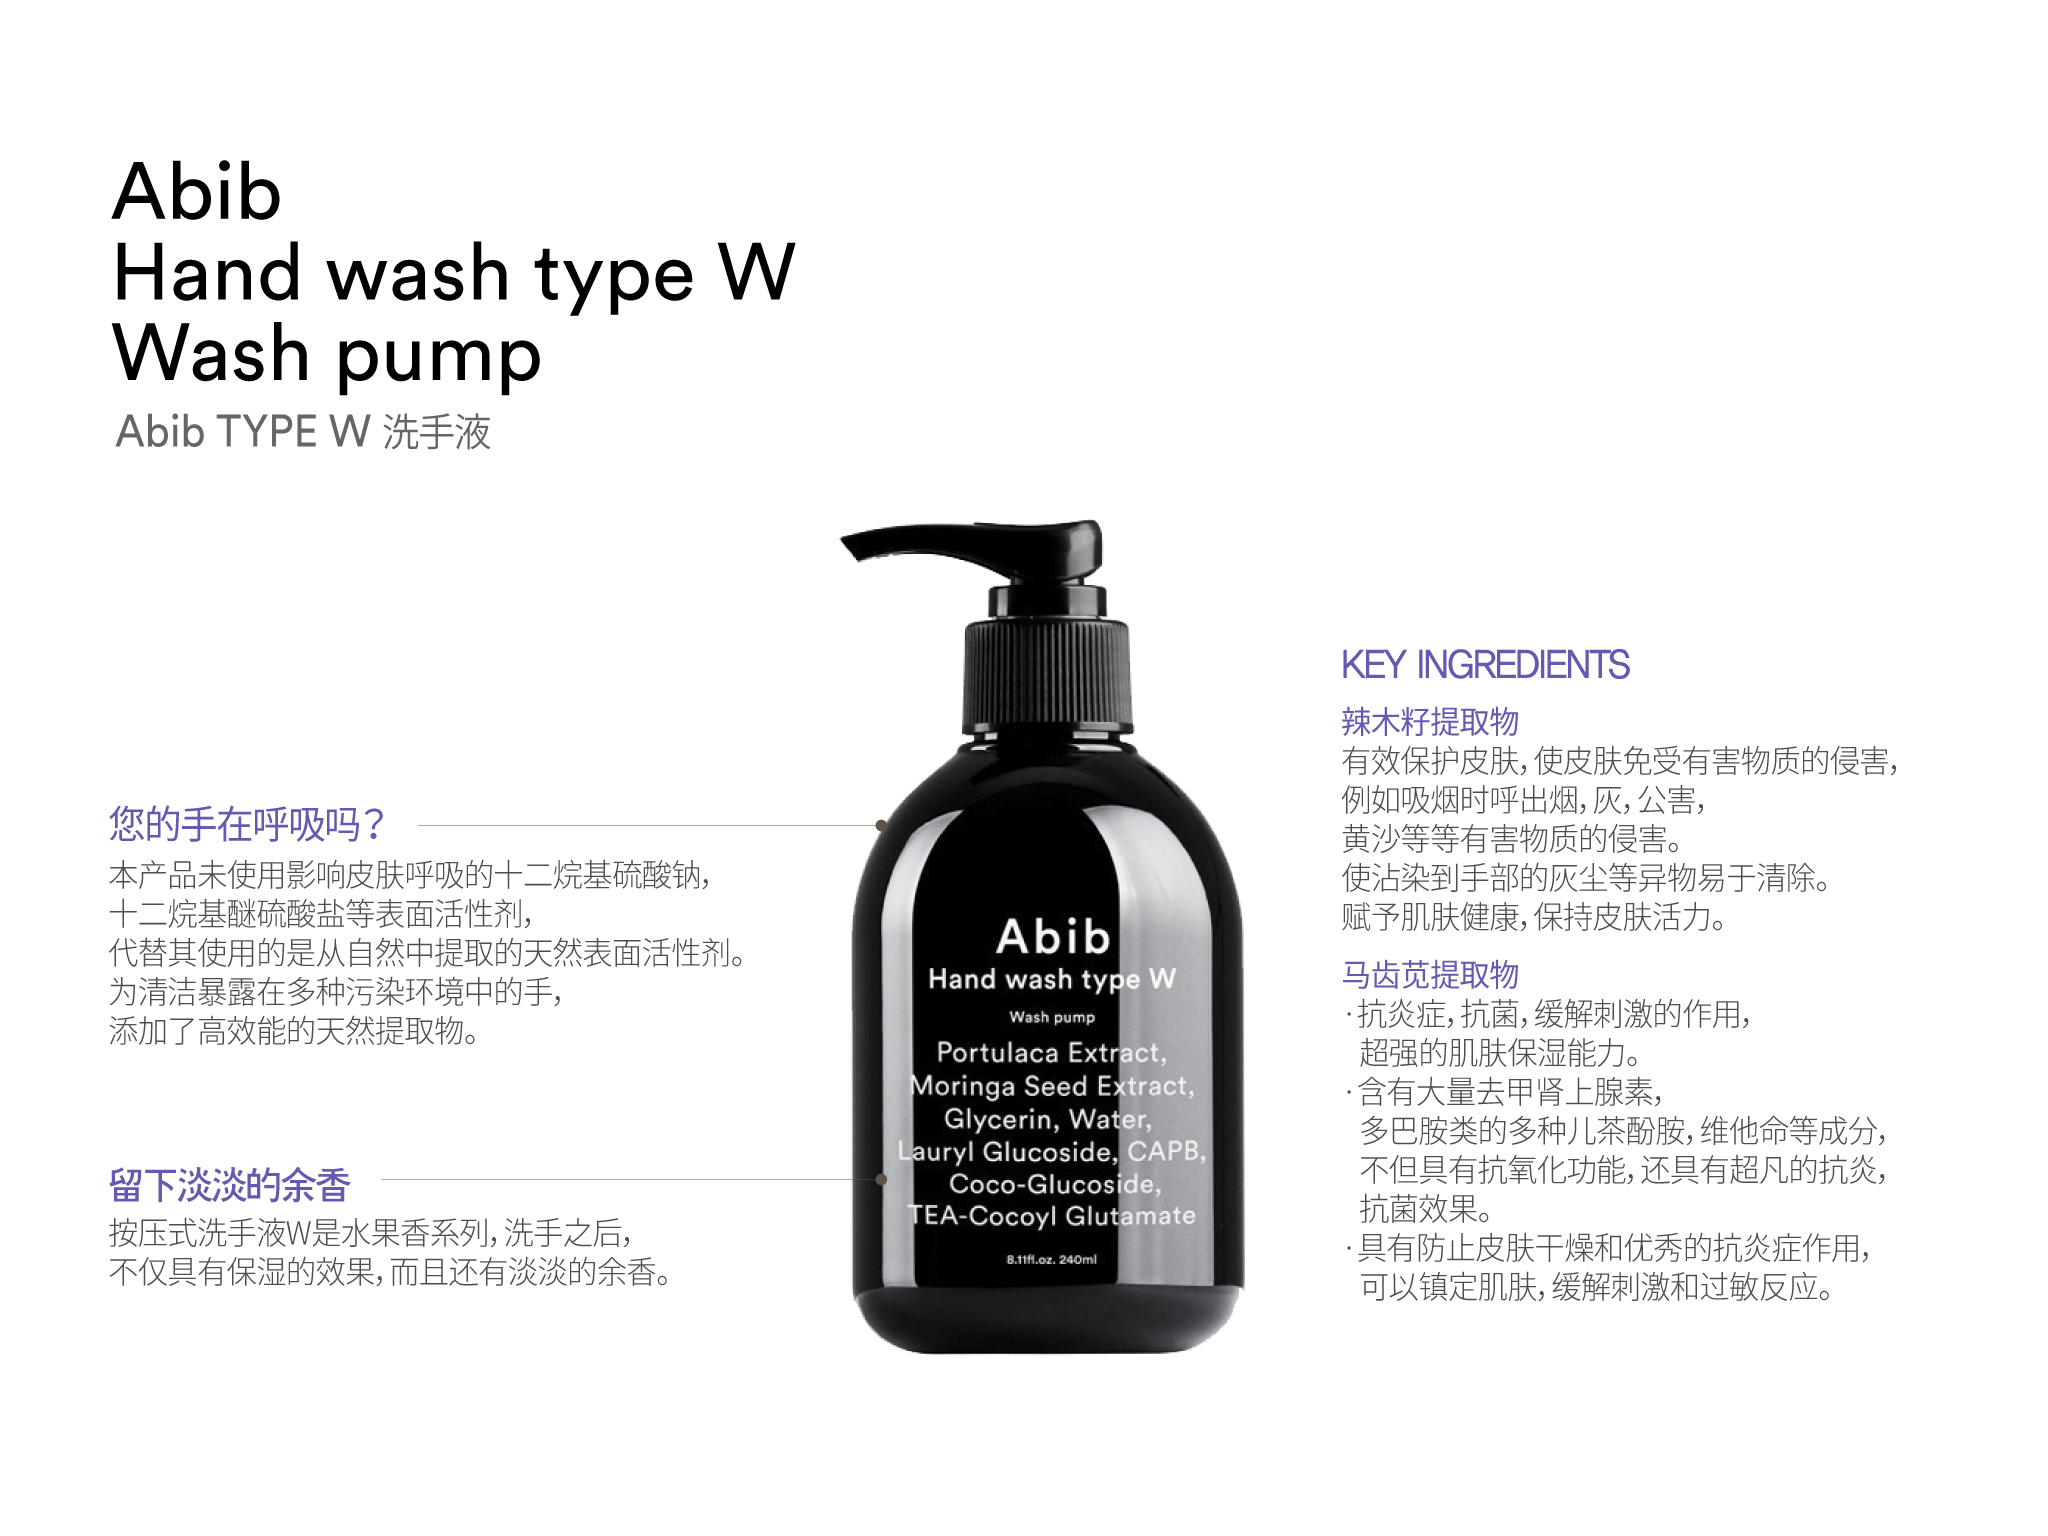 Abib
Hand wash type W
Wash pump
Abib TYPE W 洗手液
您的手在呼吸吗？
本产品未使用影响皮肤呼吸的十二烷基硫酸钠，
十二烷基醚硫酸盐等表面活性剂，
代替其使用的是从自然中提取的天然表面活性剂。
为清洁暴露在多种污染环境中的手，
添加了高效能的天然提取物。
留下淡淡的余香
按压式洗手液W是水果香系列，洗手之后，
不仅具有保湿的效果，而且还有淡淡的余香。
Abib
Hand wash type W
Wash pump
Portulaca Extract,
Moringa Seed Extract,
Glycerin, Water,
Lauryl Glucoside, CAPB,
Coco-Glucoside,
TEA-Cocoyl Glutamate
8.11fl.oz. 240ml
KEY INGREDIENTS
辣木籽提取物
有效保护皮肤，使皮肤免受有害物质的侵害，
例如吸烟时呼出烟，灰，公害，
黄沙等等有害物质的侵害。
使沾染到手部的灰尘等异物易于清除。
赋予肌肤健康，保持皮肤活力。
马齿苋提取物
·抗炎症，抗菌，缓解刺激的作用，
超强的肌肤保湿能力。
·含有大量去甲肾上腺素，
多巴胺类的多种儿茶酚胺，维他命等成分，
不但具有抗氧化功能，还具有超凡的抗炎，
抗菌效果。
·具有防止皮肤干燥和优秀的抗炎症作用，
可以镇定肌肤，缓解刺激和过敏反应。